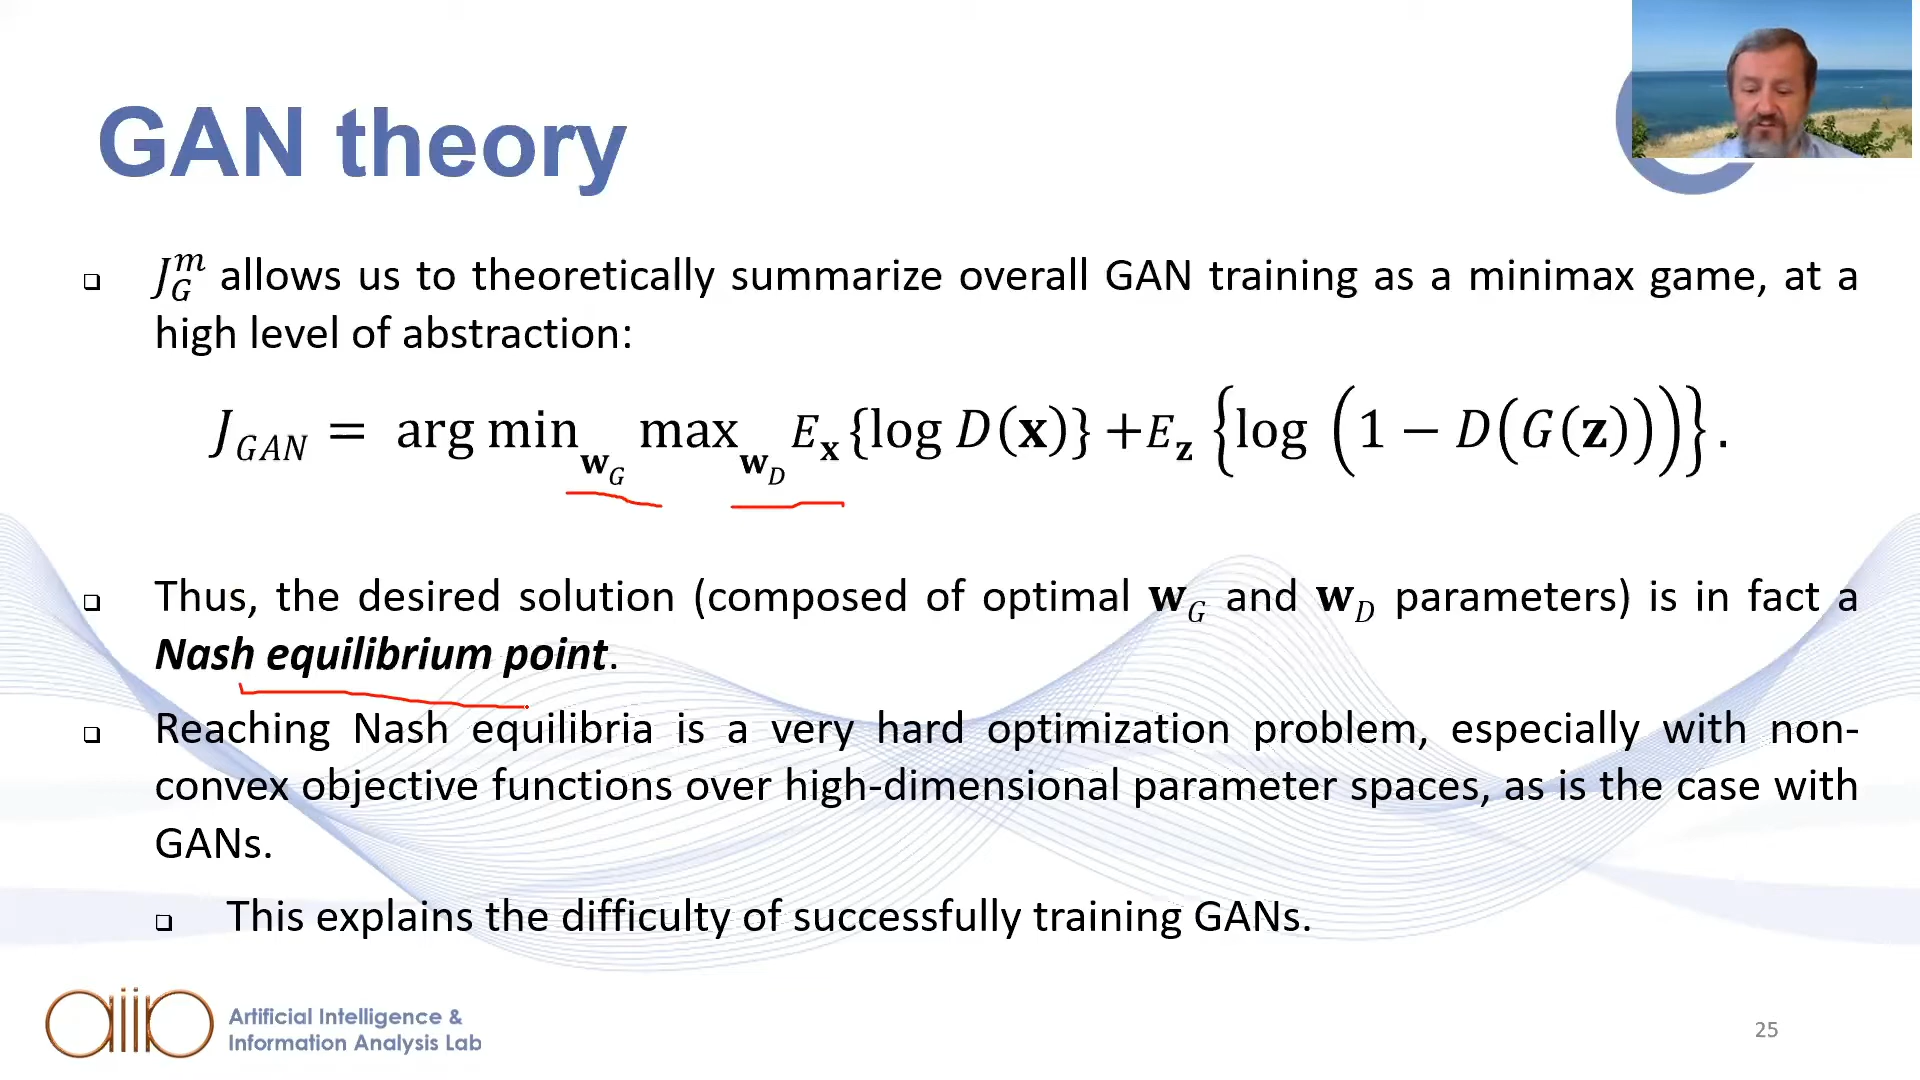 GAN theory
❑ J_G^m allows us to theoretically summarize overall GAN training as a minimax game, at a
high level of abstraction:
J_{GAN} = arg min_{𝐰_G} max_{𝐰_D} E_𝐱 {log D(𝐱)} + E_𝐳 {log (1 − D(G(𝐳)))}.
❑ Thus, the desired solution (composed of optimal 𝐰_G and 𝐰_D parameters) is in fact a
Nash equilibrium point.
❑ Reaching Nash equilibria is a very hard optimization problem, especially with non-
convex objective functions over high-dimensional parameter spaces, as is the case with
GANs.
❑ This explains the difficulty of successfully training GANs.
aiia
Artificial Intelligence &
Information Analysis Lab
25